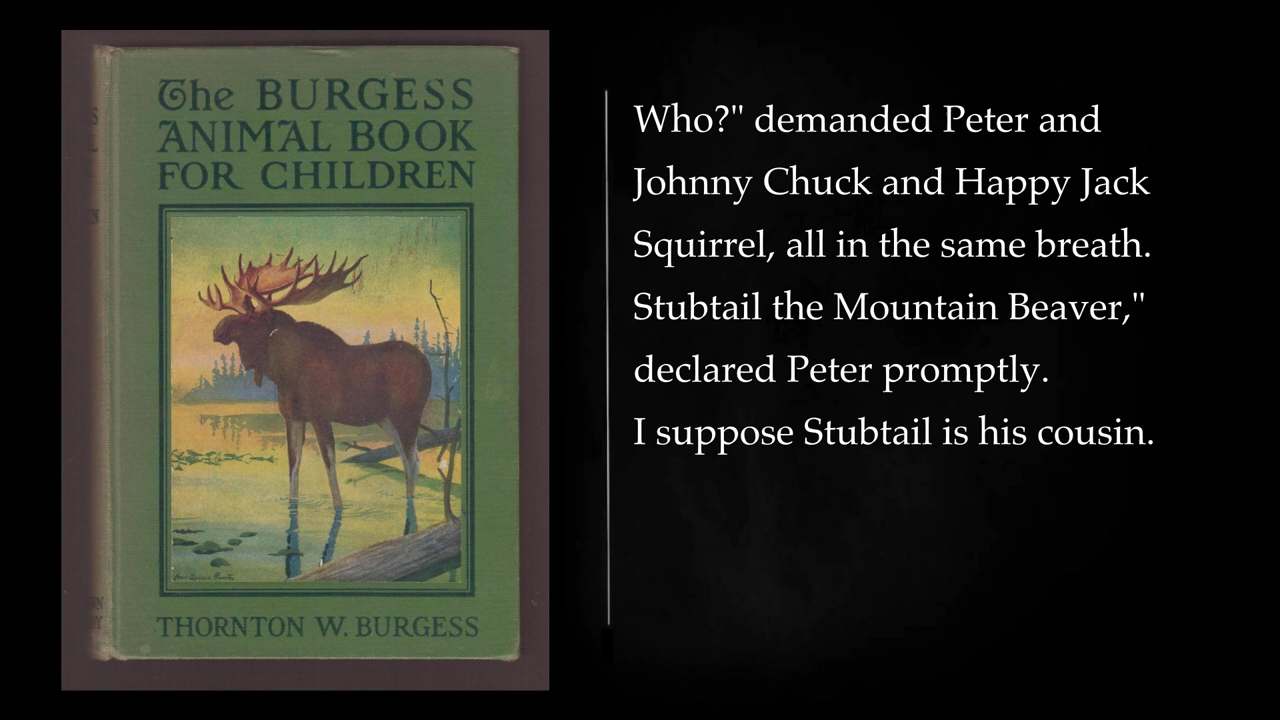 The BURGESS
ANIMAL BOOK
FOR CHILDREN
THORNTON W. BURGESS
Who?" demanded Peter and
Johnny Chuck and Happy Jack
Squirrel, all in the same breath.
Stubtail the Mountain Beaver,"
declared Peter promptly.
I suppose Stubtail is his cousin.